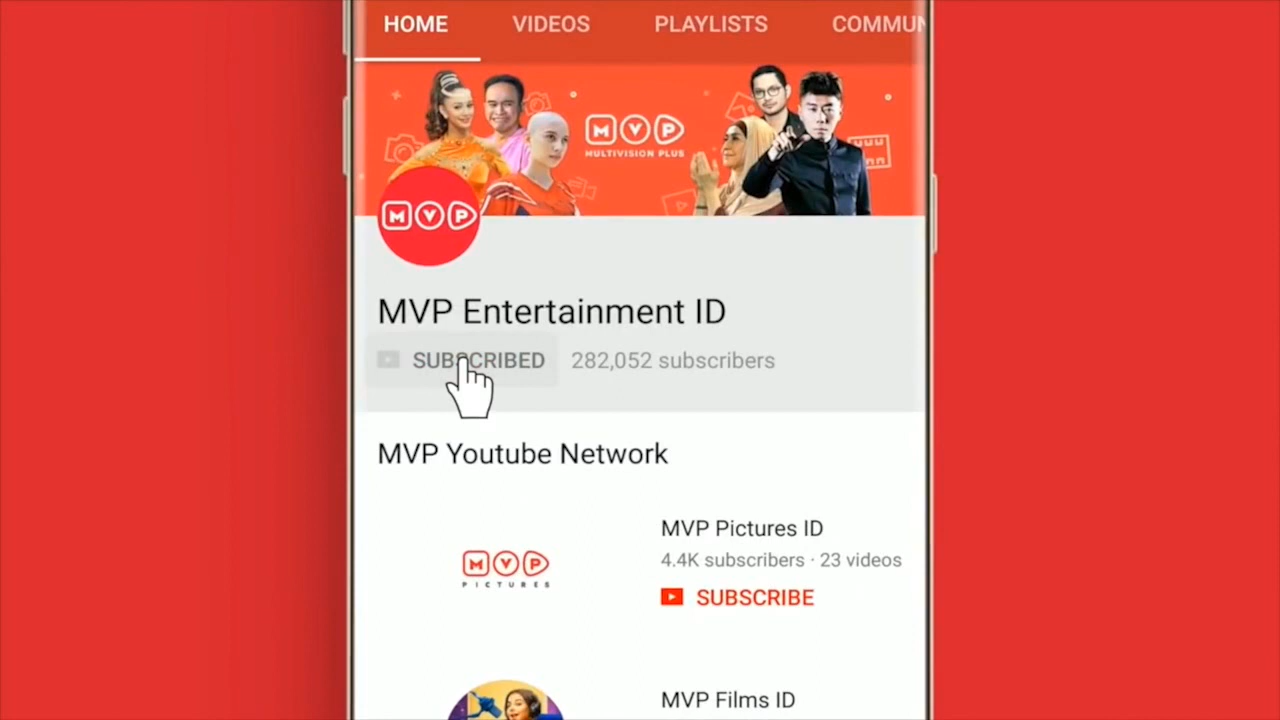 HOME VIDEOS PLAYLISTS COMMUN
MVP
MULTIVISION PLUS
MVP
MVP Entertainment ID
SUBSCRIBED 282,052 subscribers
MVP Youtube Network
MVP Pictures ID
4.4K subscribers · 23 videos
MVP
PICTURES
SUBSCRIBE
MVP Films ID